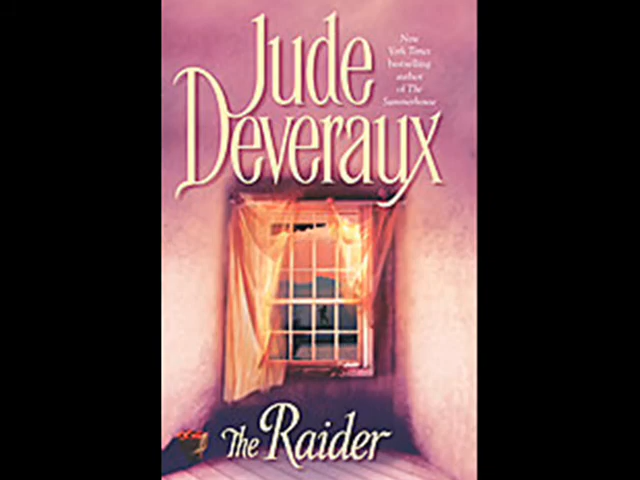 Jude
Deveraux
New
York Times
bestselling
author
of The
Summerhouse
The Raider